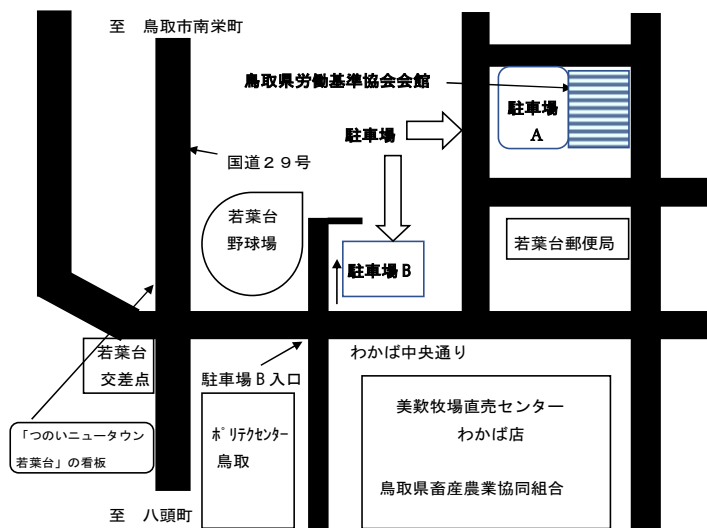 至　鳥取市南栄町
鳥取県労働基準協会会館
駐車場
A
駐車場
国道２９号
若葉台
野球場
若葉台郵便局
駐車場 B
若葉台
交差点
わかば中央通り
駐車場 B 入口
美歎牧場直売センター
わかば店
「つのいニュータウン
若葉台」の看板
ﾎﾟﾘﾃｸｾﾝﾀｰ
鳥取
鳥取県畜産農業協同組合
至　八頭町